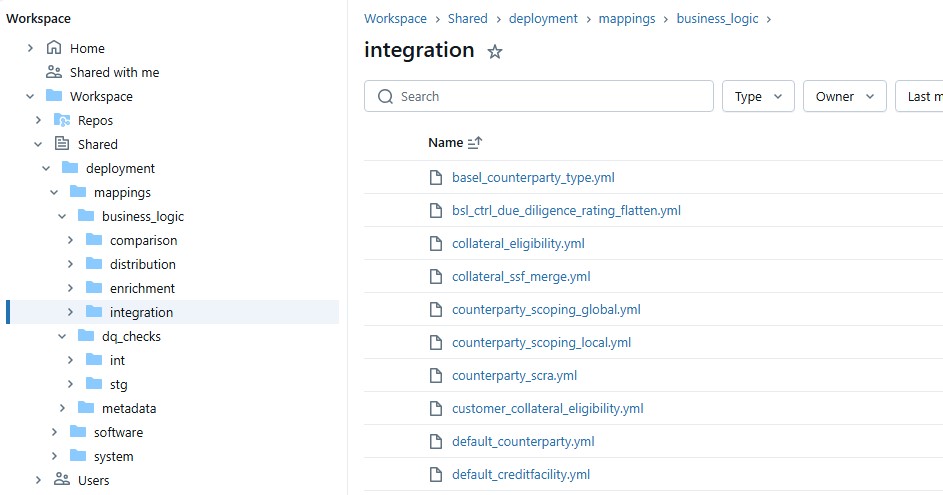 Workspace
Home
Shared with me
Workspace
Repos
Shared
deployment
mappings
business_logic
comparison
distribution
enrichment
integration
dq_checks
int
stg
metadata
software
system
Users
Workspace > Shared > deployment > mappings > business_logic >
integration
Search
Type
Owner
Last m
Name
basel_counterparty_type.yml
bsl_ctrl_due_diligence_rating_flatten.yml
collateral_eligibility.yml
collateral_ssf_merge.yml
counterparty_scoping_global.yml
counterparty_scoping_local.yml
counterparty_scra.yml
customer_collateral_eligibility.yml
default_counterparty.yml
default_creditfacility.yml